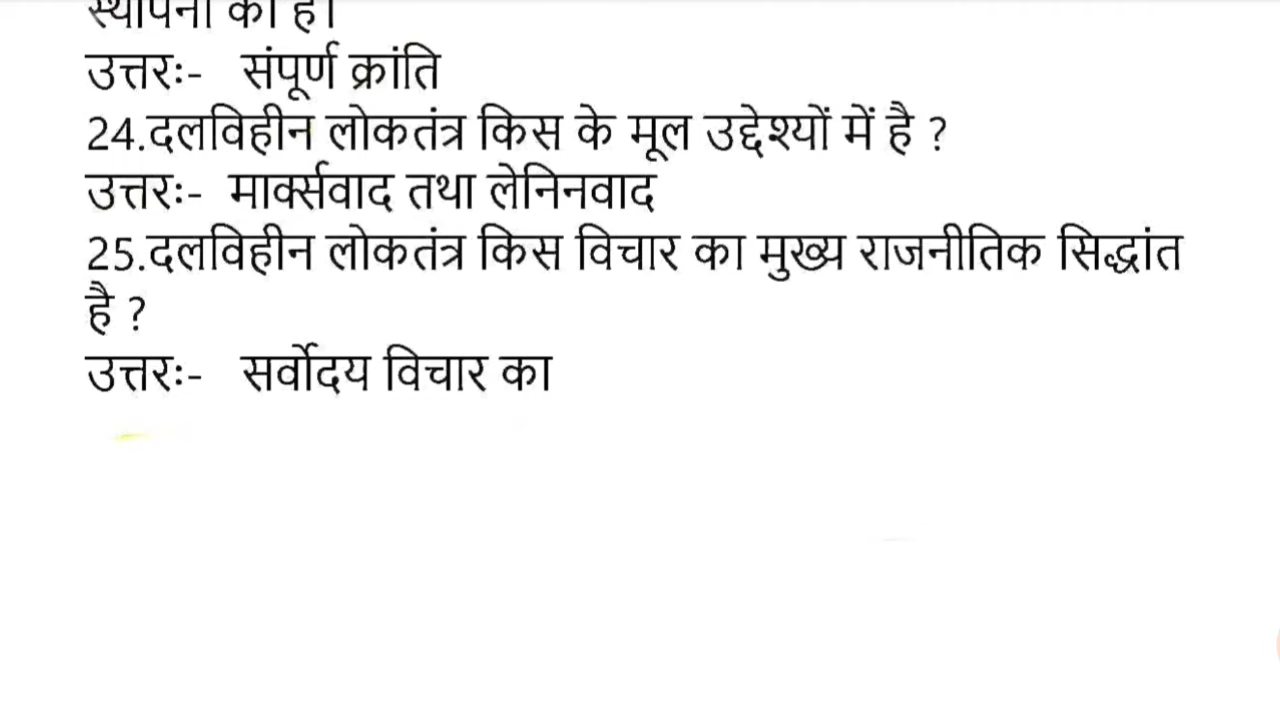 स्थापना की है।
उत्तरः- संपूर्ण क्रांति
24.दलविहीन लोकतंत्र किस के मूल उद्देश्यों में है ?
उत्तरः- मार्क्सवाद तथा लेनिनवाद
25.दलविहीन लोकतंत्र किस विचार का मुख्य राजनीतिक सिद्धांत
है ?
उत्तरः- सर्वोदय विचार का